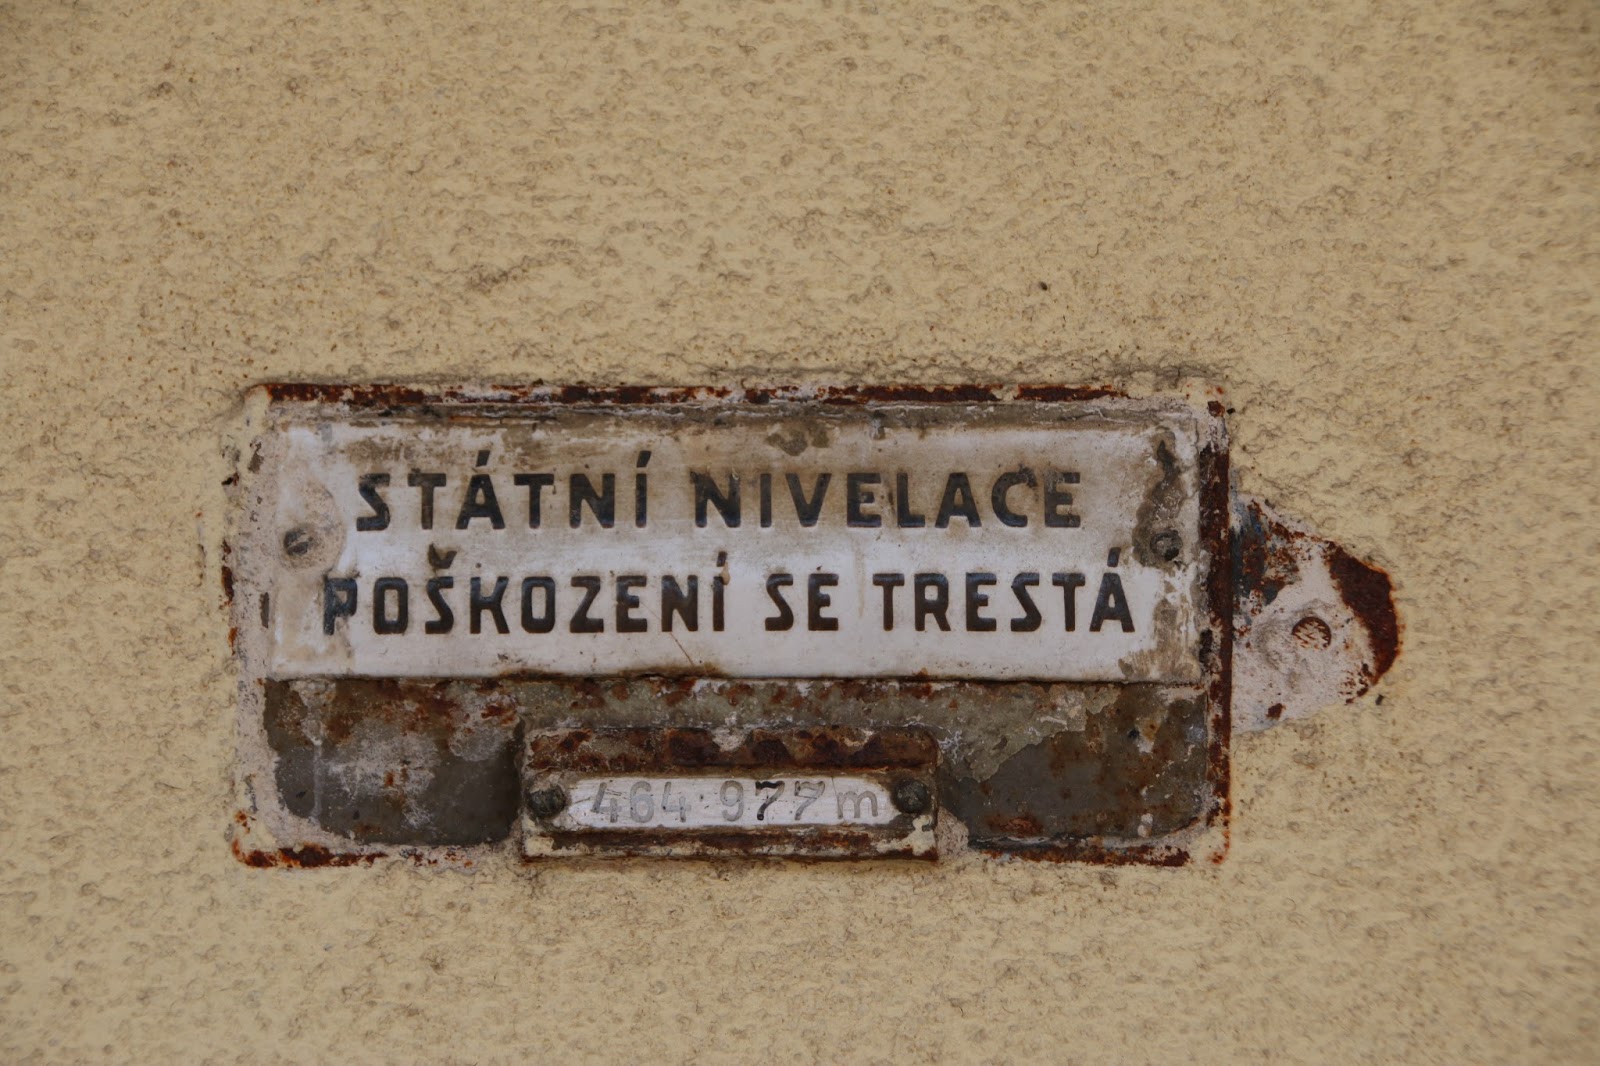 STÁTNÍ NIVELACE
POŠKOZENÍ SE TRESTÁ
464 977 m